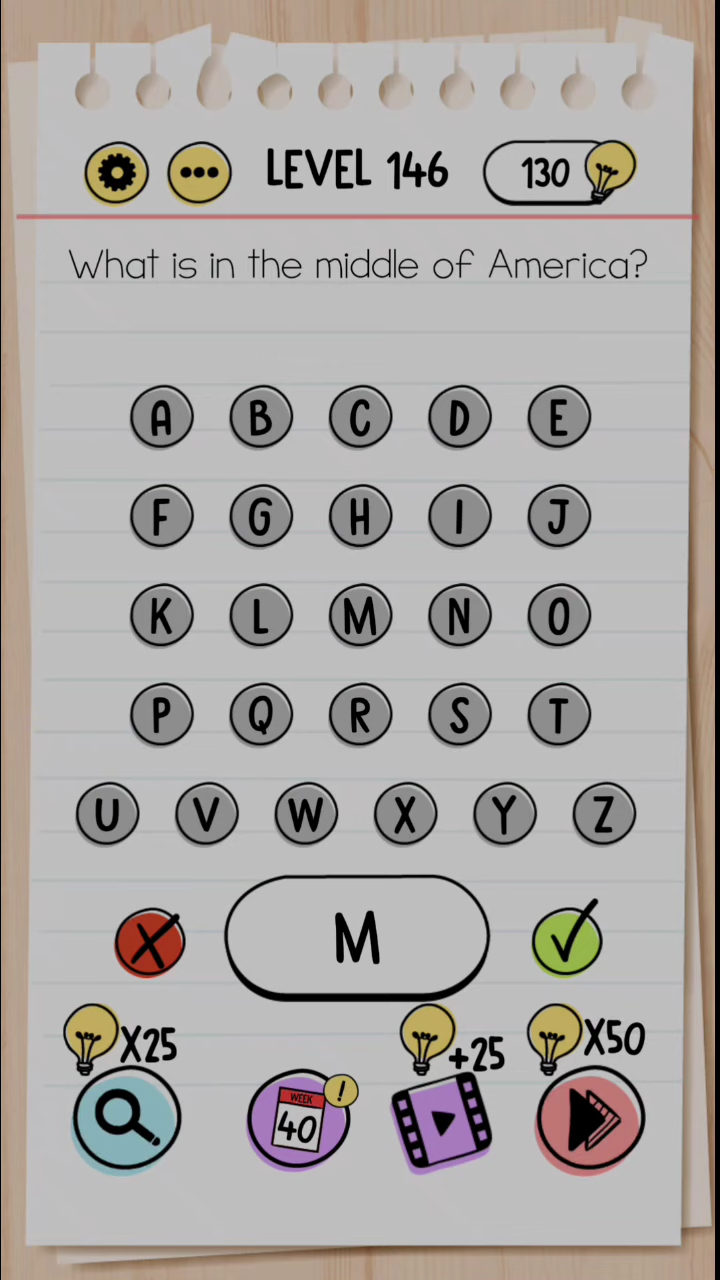 LEVEL 146
130
What is in the middle of America?
A B C D E
F G H I J
K L M N O
P Q R S T
U V W X Y Z
M
X25
+25
X50
WEEK
40
!